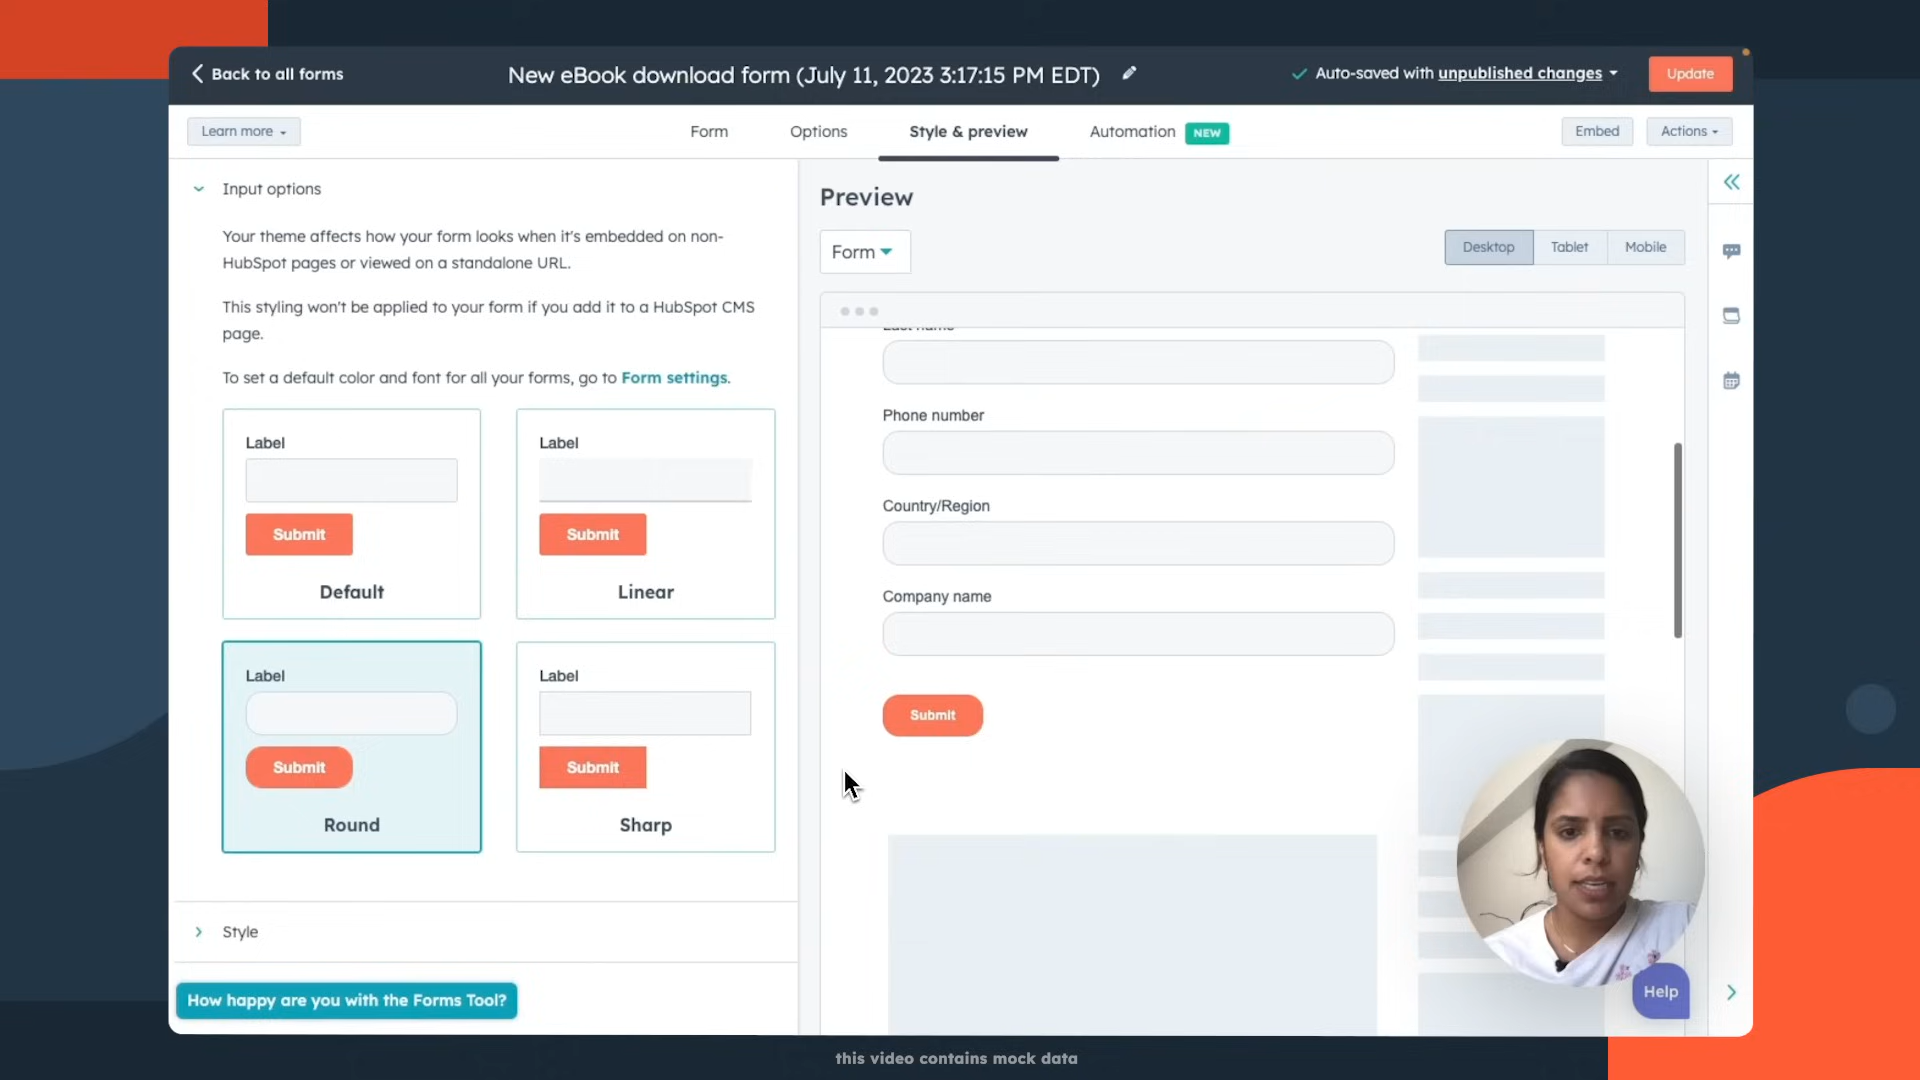 Back to all forms
New eBook download form (July 11, 2023 3:17:15 PM EDT)
Auto-saved with unpublished changes
Update
Learn more
Form
Options
Style & preview
Automation NEW
Embed
Actions
Input options
Your theme affects how your form looks when it's embedded on non-
HubSpot pages or viewed on a standalone URL.
This styling won't be applied to your form if you add it to a HubSpot CMS
page.
To set a default color and font for all your forms, go to Form settings.
Label
Submit
Default
Label
Submit
Linear
Label
Submit
Round
Label
Submit
Sharp
Style
How happy are you with the Forms Tool?
Preview
Form
Desktop
Tablet
Mobile
Last name
Phone number
Country/Region
Company name
Submit
Help
this video contains mock data